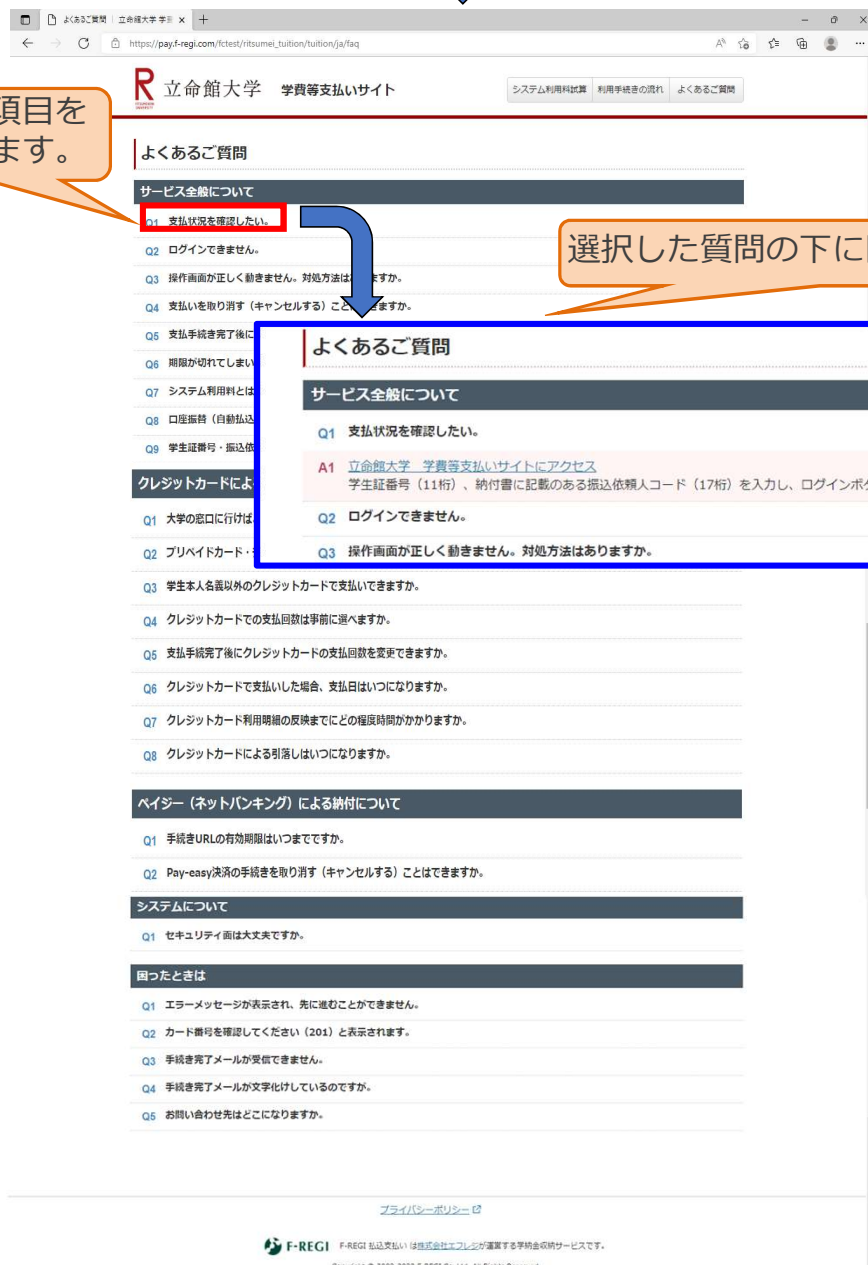 よくあるご質問 | 立命館大学 学
https://pay.f-regi.com/fctest/ritsumei_tuition/tuition/ja/faq
R 立命館大学 学費等支払いサイト
システム利用料試算 利用手続きの流れ よくあるご質問
項目を
ます。
よくあるご質問
サービス全般について
Q1 支払状況を確認したい。
Q2 ログインできません。
Q3 操作画面が正しく動きません。対処方法は
ますか。
Q4 支払いを取り消す（キャンセルする）こと
きますか。
Q5 支払手続き完了後に
Q6 期限が切れてしまい
Q7 システム利用料とは
Q8 口座振替（自動払込
Q9 学生証番号・振込依
選択した質問の下に
よくあるご質問
サービス全般について
Q1 支払状況を確認したい。
A1 立命館大学 学費等支払いサイトにアクセス
学生証番号（11桁）、納付書に記載のある振込依頼人コード（17桁）を入力し、ログインボタ
Q2 ログインできません。
Q3 操作画面が正しく動きません。対処方法はありますか。
クレジットカードによ
Q1 大学の窓口に行けば
Q2 プリペイドカード・
Q3 学生本人名義以外のクレジットカードで支払いできますか。
Q4 クレジットカードでの支払回数は事前に選べますか。
Q5 支払手続完了後にクレジットカードの支払回数を変更できますか。
Q6 クレジットカードで支払いした場合、支払日はいつになりますか。
Q7 クレジットカード利用明細の反映までにどの程度時間がかかりますか。
Q8 クレジットカードによる引落しはいつになりますか。
ペイジー（ネットバンキング）による納付について
Q1 手続きURLの有効期限はいつまでですか。
Q2 Pay-easy決済の手続きを取り消す（キャンセルする）ことはできますか。
システムについて
Q1 セキュリティ面は大丈夫ですか。
困ったときは
Q1 エラーメッセージが表示され、先に進むことができません。
Q2 カード番号を確認してください（201）と表示されます。
Q3 手続き完了メールが受信できません。
Q4 手続き完了メールが文字化けしているのですが。
Q5 お問い合わせ先はどこになりますか。
プライバシーポリシー
F-REGI F-REGI 払込支払い は株式会社エフレジが運営する学納金収納サービスです。